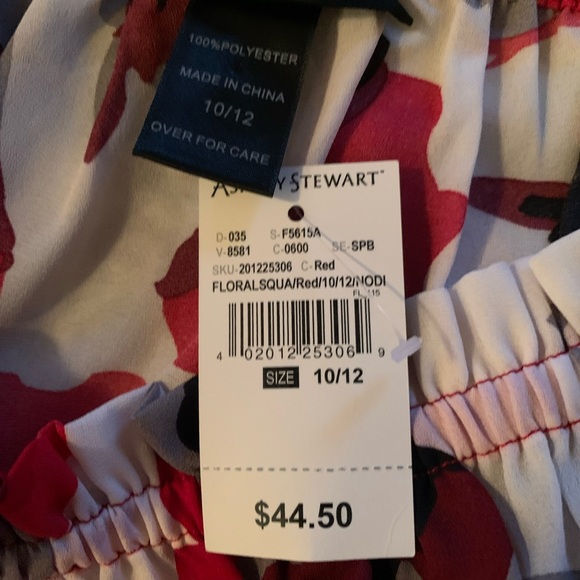 100%POLYESTER
MADE IN CHINA
10/12
OVER FOR CARE
STEWART
D-035 S-F5615A
V-8581 C-0600 SE-SPB
SKU-201225306 C-Red
FLORALSQUA/Red/10/12/NODI
4 02012 25306 9
SIZE 10/12
$44.50